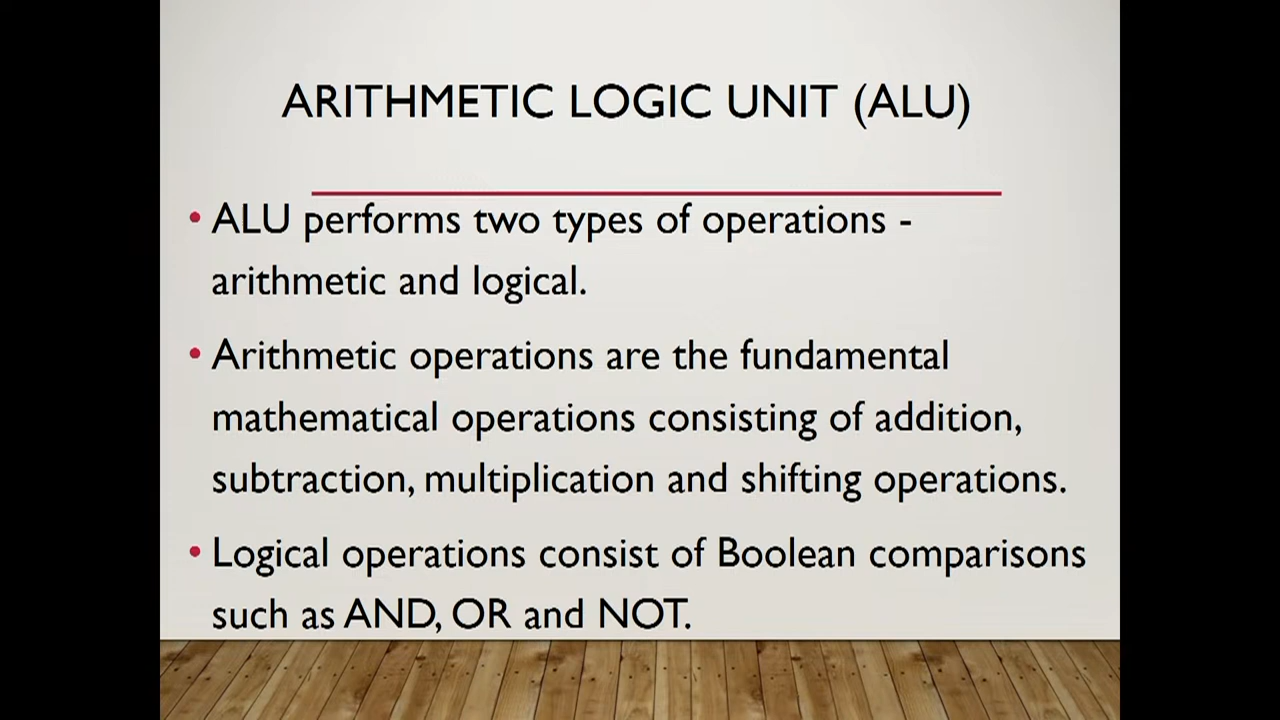 ARITHMETIC LOGIC UNIT (ALU)
• ALU performs two types of operations -
arithmetic and logical.
• Arithmetic operations are the fundamental
mathematical operations consisting of addition,
subtraction, multiplication and shifting operations.
• Logical operations consist of Boolean comparisons
such as AND, OR and NOT.